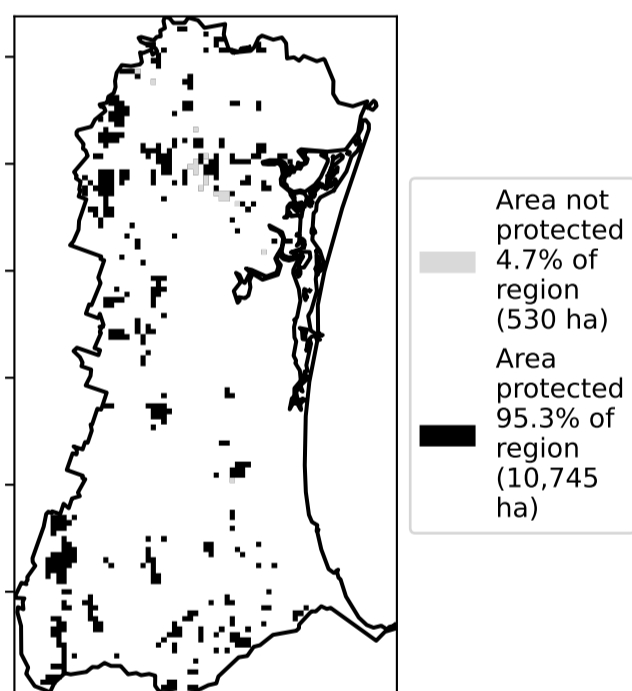 Area not
protected
4.7% of
region
(530 ha)
Area
protected
95.3% of
region
(10,745
ha)